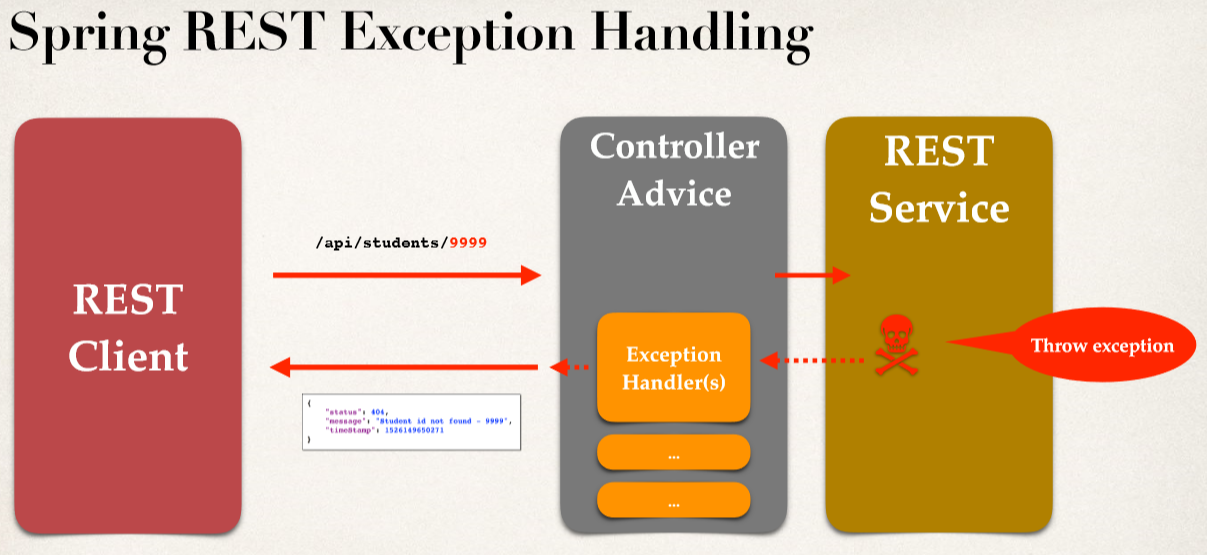 Spring REST Exception Handling
Controller
Advice
REST
Service
/api/students/9999
REST
Client
Exception
Handler(s)
Throw exception
{
"status": 404,
"message": "Student id not found - 9999",
"timeStamp": 1526149650271
}
...
...